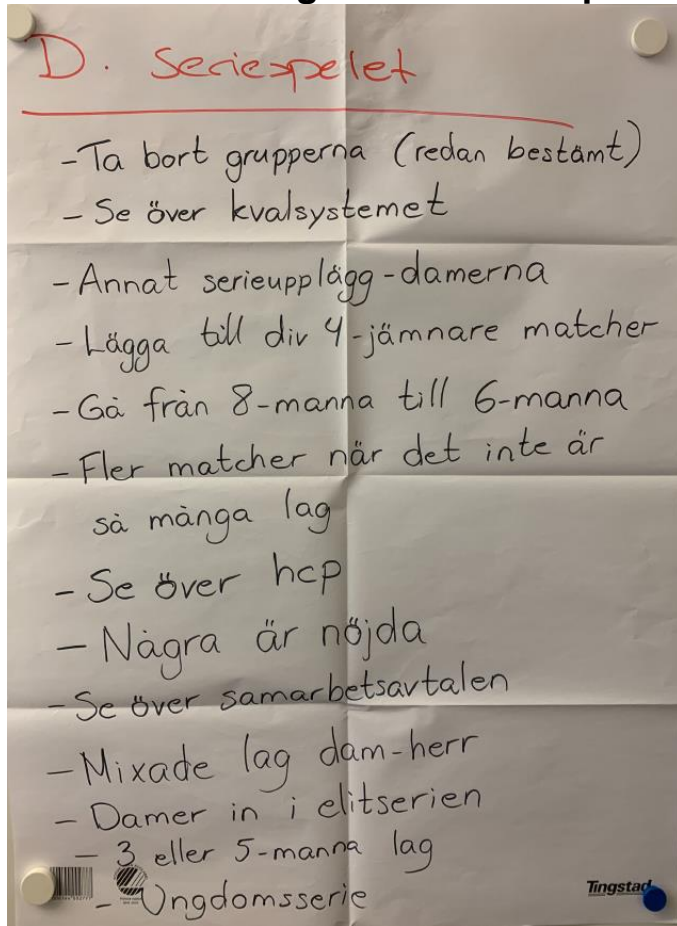 D. Seriespelet
- Ta bort grupperna (redan bestämt)
- Se över kvalsystemet
- Annat serieupplägg - damerna
- Lägga till div 4 - jämnare matcher
- Gå från 8-manna till 6-manna
- Fler matcher när det inte är
så många lag
- Se över hcp
- Några är nöjda
- Se över samarbetsavtalen
- Mixade lag dam-herr
- Damer in i elitserien
- 3 eller 5-manna lag
- Ungdomsserie
Tingstad